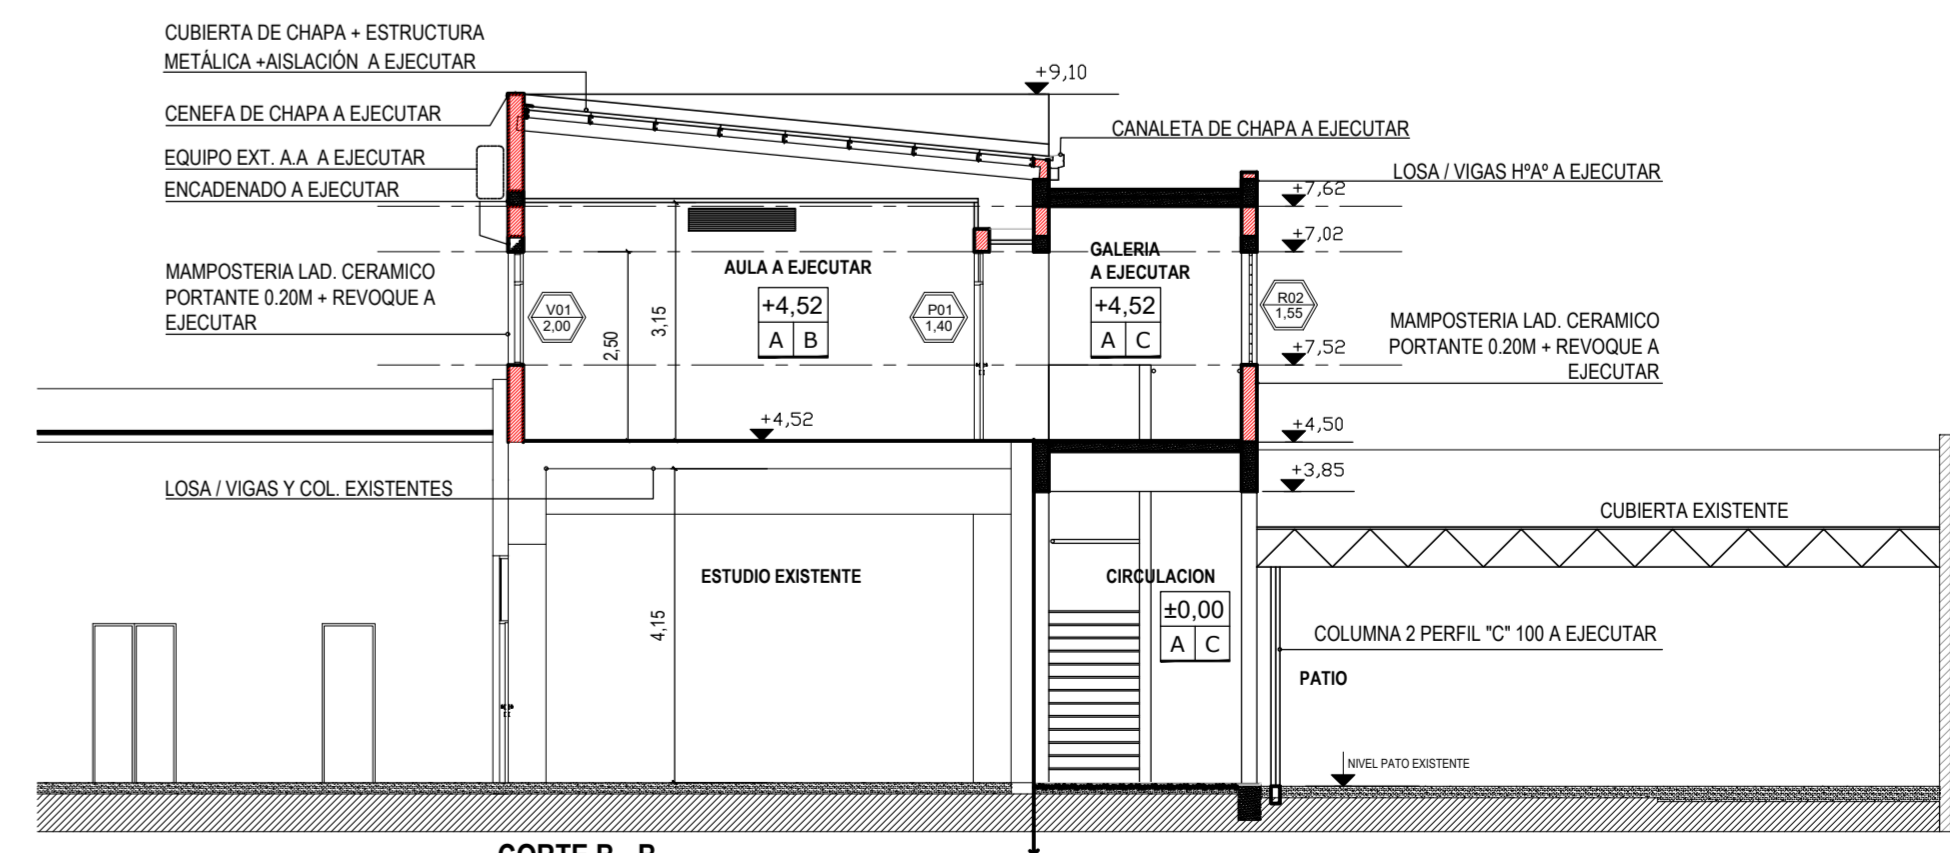 CUBIERTA DE CHAPA + ESTRUCTURA
METÁLICA +AISLACIÓN A EJECUTAR
+9,10
CENEFA DE CHAPA A EJECUTAR
CANALETA DE CHAPA A EJECUTAR
EQUIPO EXT. A.A A EJECUTAR
LOSA / VIGAS HºAº A EJECUTAR
ENCADENADO A EJECUTAR
+7,62
+7,02
MAMPOSTERIA LAD. CERAMICO
PORTANTE 0.20M + REVOQUE A
EJECUTAR
AULA A EJECUTAR
+4,52
A B
GALERIA
A EJECUTAR
+4,52
A C
V01
2,00
P01
1,40
R02
1,55
2,50
3,15
MAMPOSTERIA LAD. CERAMICO
PORTANTE 0.20M + REVOQUE A
EJECUTAR
+7,52
+4,52
+4,50
+3,85
LOSA / VIGAS Y COL. EXISTENTES
CUBIERTA EXISTENTE
ESTUDIO EXISTENTE
4,15
CIRCULACION
±0,00
A C
COLUMNA 2 PERFIL "C" 100 A EJECUTAR
PATIO
NIVEL PATO EXISTENTE
CORTE B - B